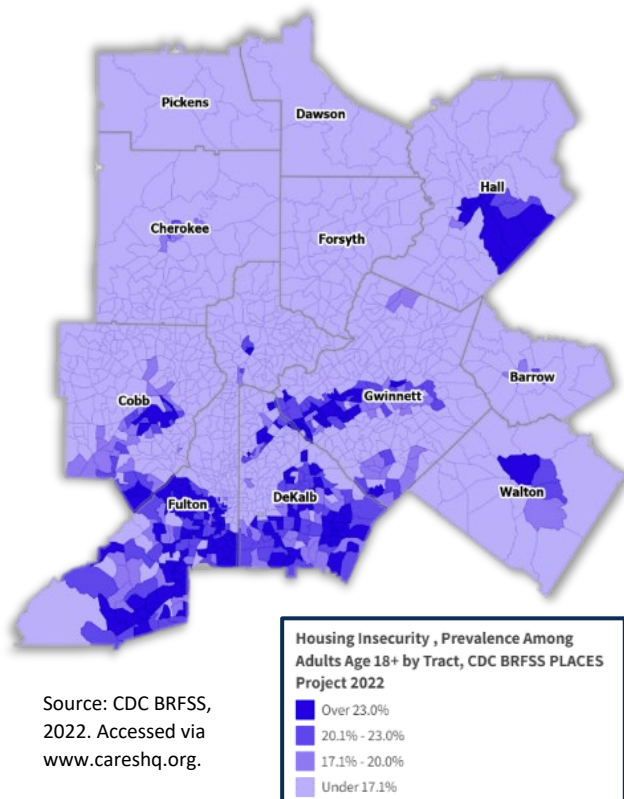 Pickens
Dawson
Hall
Cherokee
Forsyth
Barrow
Cobb
Gwinnett
Walton
Fulton
DeKalb
Housing Insecurity , Prevalence Among
Adults Age 18+ by Tract, CDC BRFSS PLACES
Project 2022
Over 23.0%
20.1% - 23.0%
17.1% - 20.0%
Under 17.1%
Source: CDC BRFSS,
2022. Accessed via
www.careshq.org.